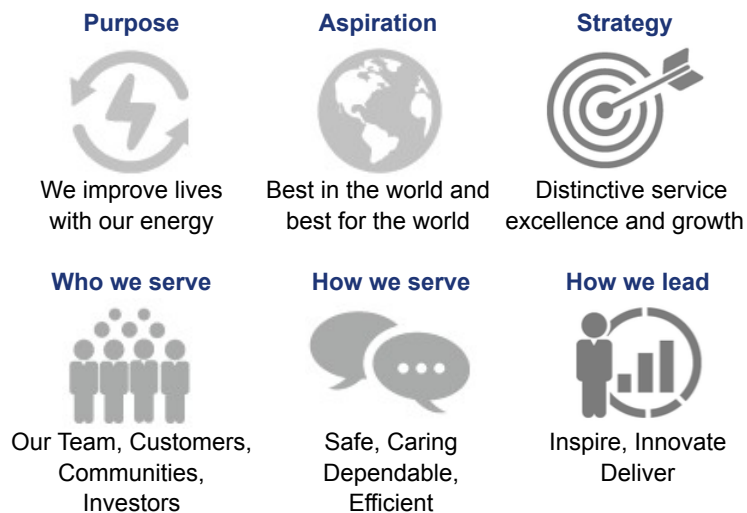 Purpose
We improve lives
with our energy
Aspiration
Best in the world and
best for the world
Strategy
Distinctive service
excellence and growth
Who we serve
Our Team, Customers,
Communities,
Investors
How we serve
Safe, Caring
Dependable,
Efficient
How we lead
Inspire, Innovate
Deliver